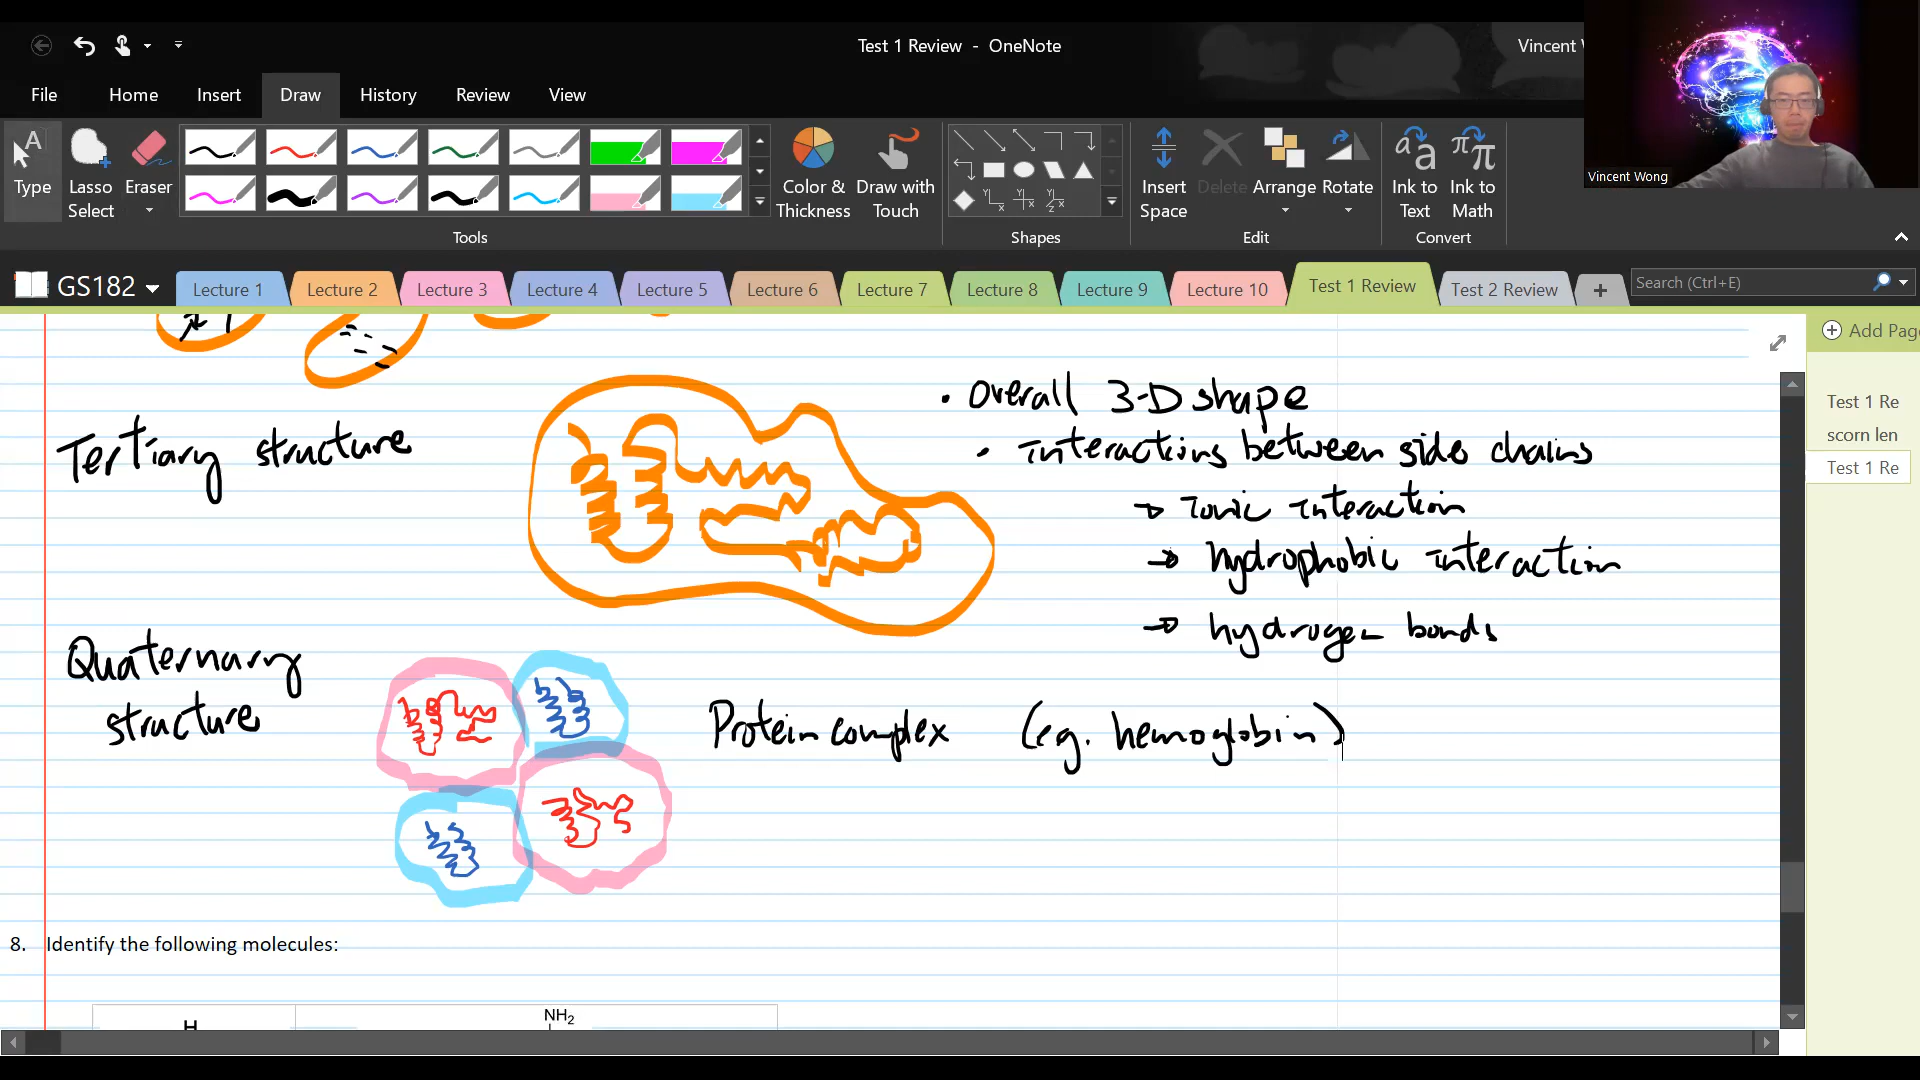 Test 1 Review - OneNote
Vincent W
File Home Insert Draw History Review View
Type
Lasso Select
Eraser
Color & Thickness
Draw with Touch
Insert Space
Delete
Arrange
Rotate
Ink to Text
Ink to Math
Tools
Shapes
Edit
Convert
Vincent Wong
GS182
Lecture 1 Lecture 2 Lecture 3 Lecture 4 Lecture 5 Lecture 6 Lecture 7 Lecture 8 Lecture 9 Lecture 10 Test 1 Review Test 2 Review
Search (Ctrl+E)
Add Pag
Test 1 Re
scorn len
Test 1 Re
Tertiary structure
• Overall 3-D shape
• interactions between side chains
→ Ionic interaction
→ hydrophobic interaction
→ hydrogen bonds
Quaternary
structure
Protein complex (eg. hemoglobin)
8. Identify the following molecules:
H
NH2